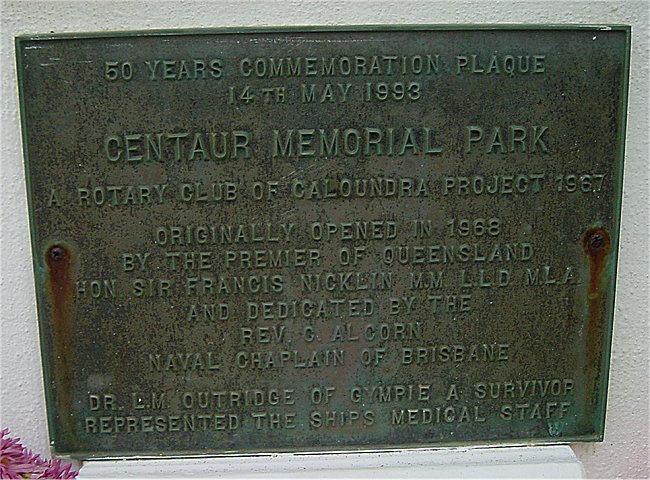 50 YEARS COMMEMORATION PLAQUE
14TH MAY 1993
CENTAUR MEMORIAL PARK
A ROTARY CLUB OF CALOUNDRA PROJECT 1967
ORIGINALLY OPENED IN 1968
BY THE PREMIER OF QUEENSLAND
HON SIR FRANCIS NICKLIN M.M L.L.D M.L.A
AND DEDICATED BY THE
REV. C. ALCORN
NAVAL CHAPLAIN OF BRISBANE
DR. L.M. OUTRIDGE OF GYMPIE A SURVIVOR
REPRESENTED THE SHIPS MEDICAL STAFF